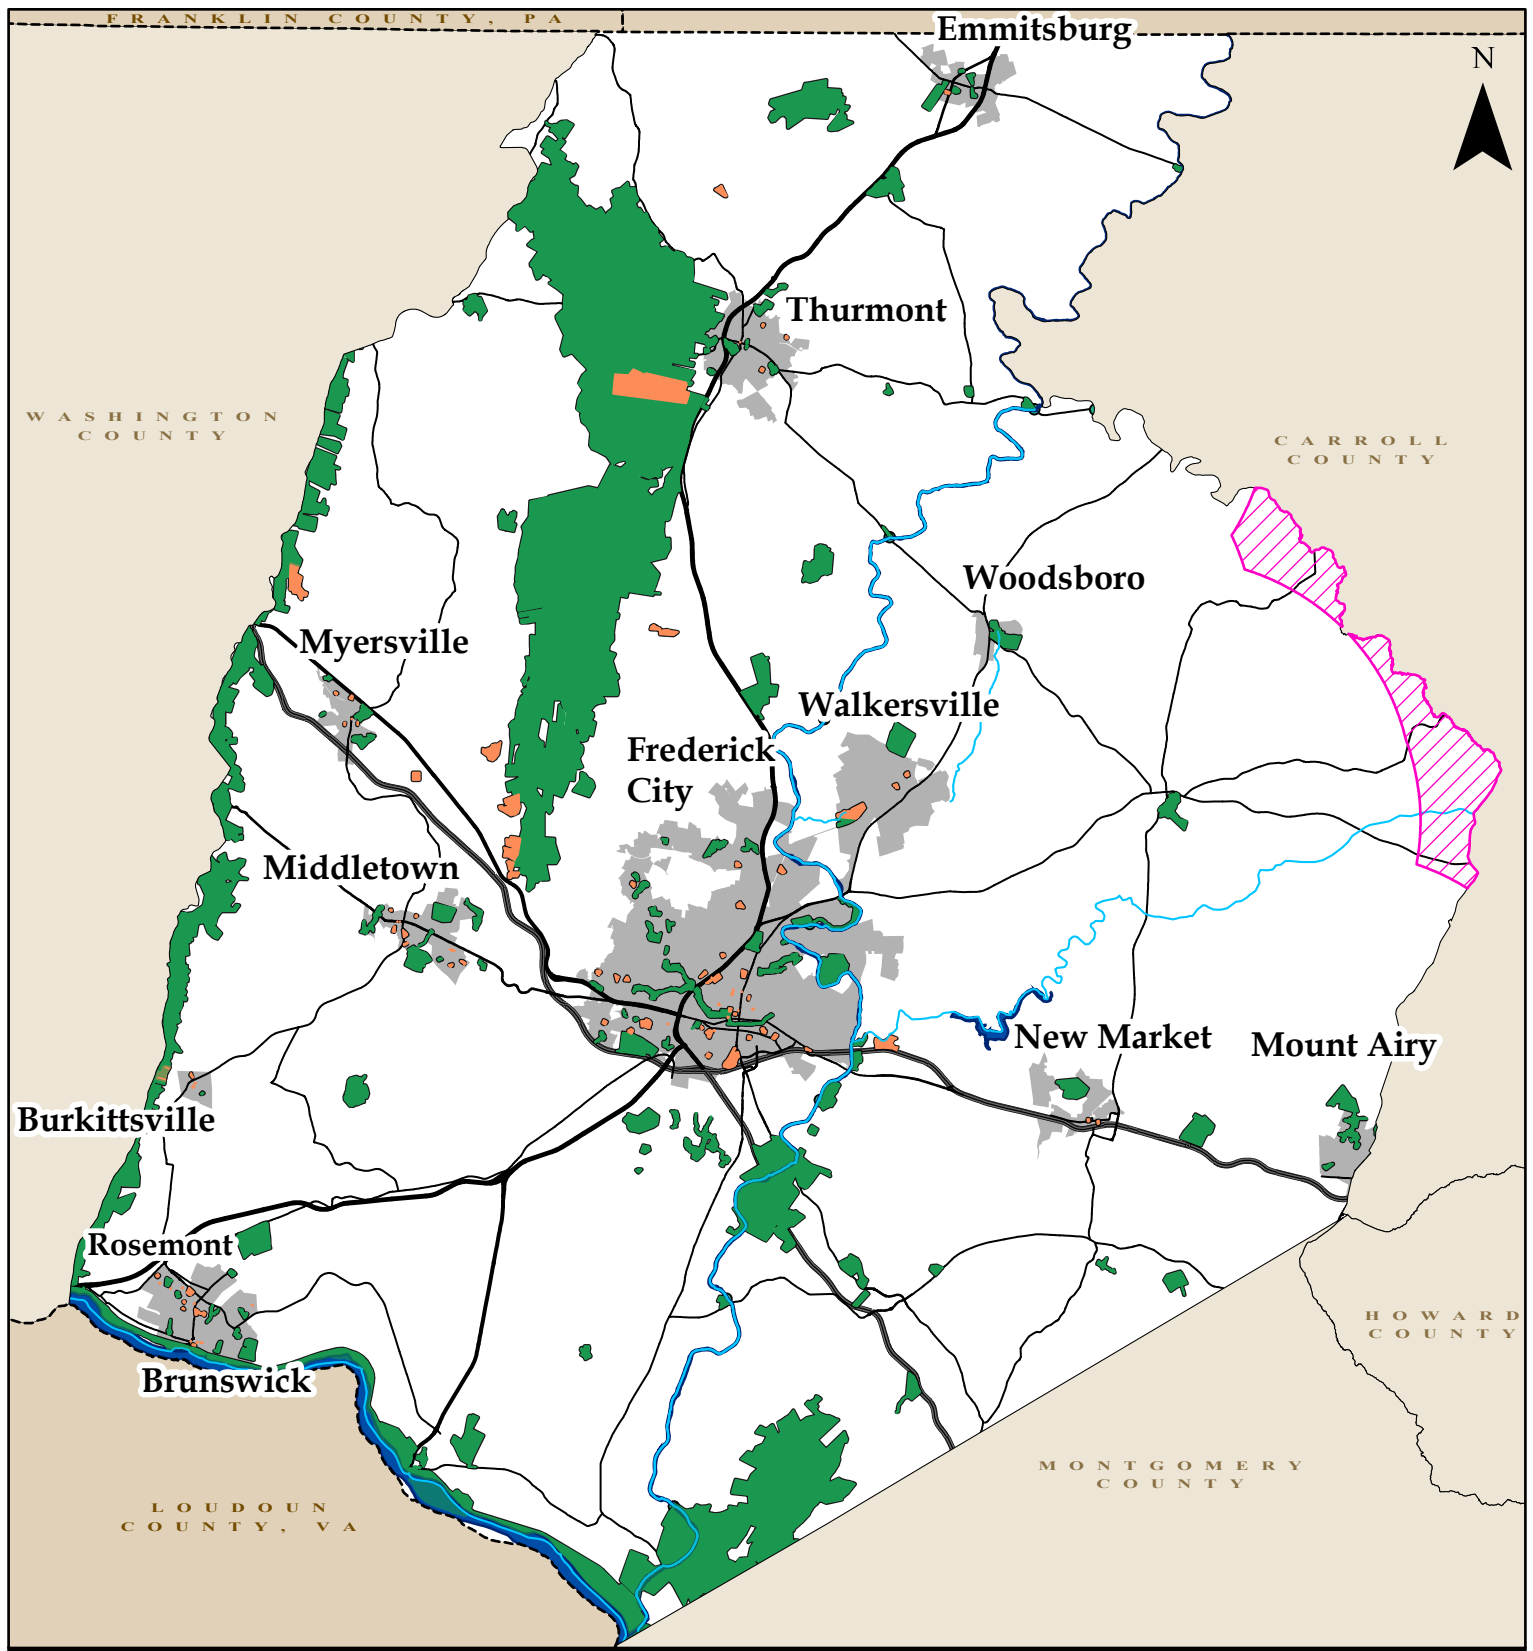 FRANKLIN COUNTY, PA
Emmitsburg
N
Thurmont
WASHINGTON
COUNTY
CARROLL
COUNTY
Woodsboro
Myersville
Walkersville
Frederick
City
Middletown
New Market
Mount Airy
Burkittsville
Rosemont
HOWARD
COUNTY
Brunswick
MONTGOMERY
COUNTY
LOUDOUN
COUNTY, VA